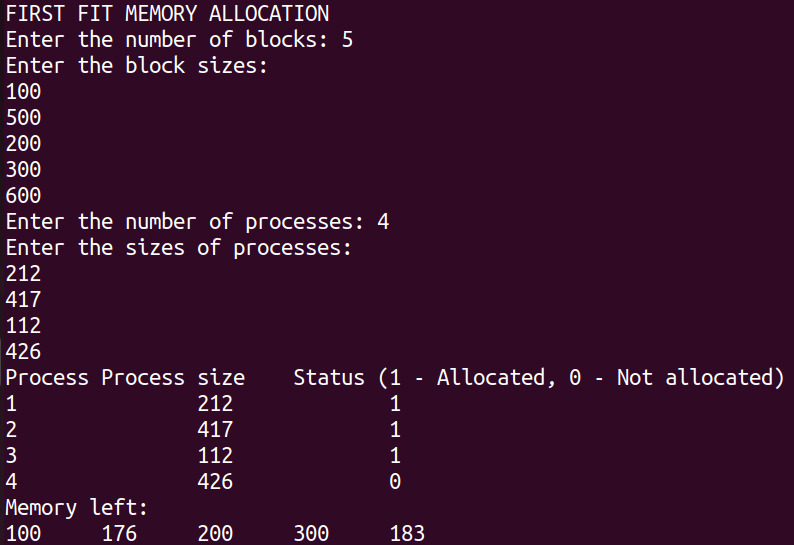 FIRST FIT MEMORY ALLOCATION
Enter the number of blocks: 5
Enter the block sizes:
100
500
200
300
600
Enter the number of processes: 4
Enter the sizes of processes:
212
417
112
426
Process Process size    Status (1 - Allocated, 0 - Not allocated)
1               212             1
2               417             1
3               112             1
4               426             0
Memory left:
100     176     200     300     183